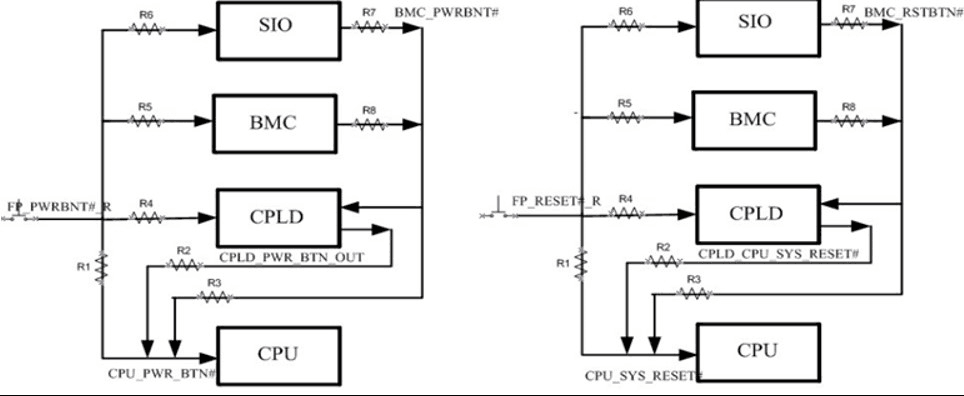 R6 SIO R7 BMC_PWRBNT#
R5 BMC R8
FP_PWRBNT#_R R4 CPLD
R1 R2 CPLD_PWR_BTN_OUT
R3
CPU
CPU_PWR_BTN#
R6 SIO R7 BMC_RSTBTN#
R5 BMC R8
FP_RESET#_R R4 CPLD
R1 R2 CPLD_CPU_SYS_RESET#
R3
CPU
CPU_SYS_RESET#